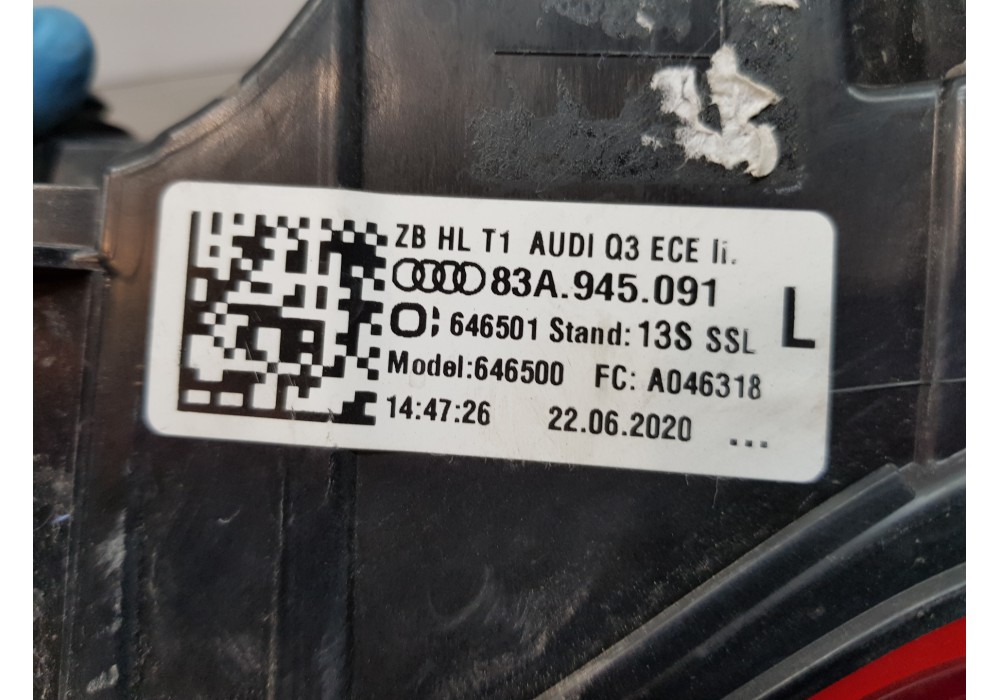 ZB HL T1 AUDI Q3 ECE li.
83A.945.091
L
646501 Stand: 13S SSL
Model:646500 FC: A046318
14:47:26 22.06.2020 ...